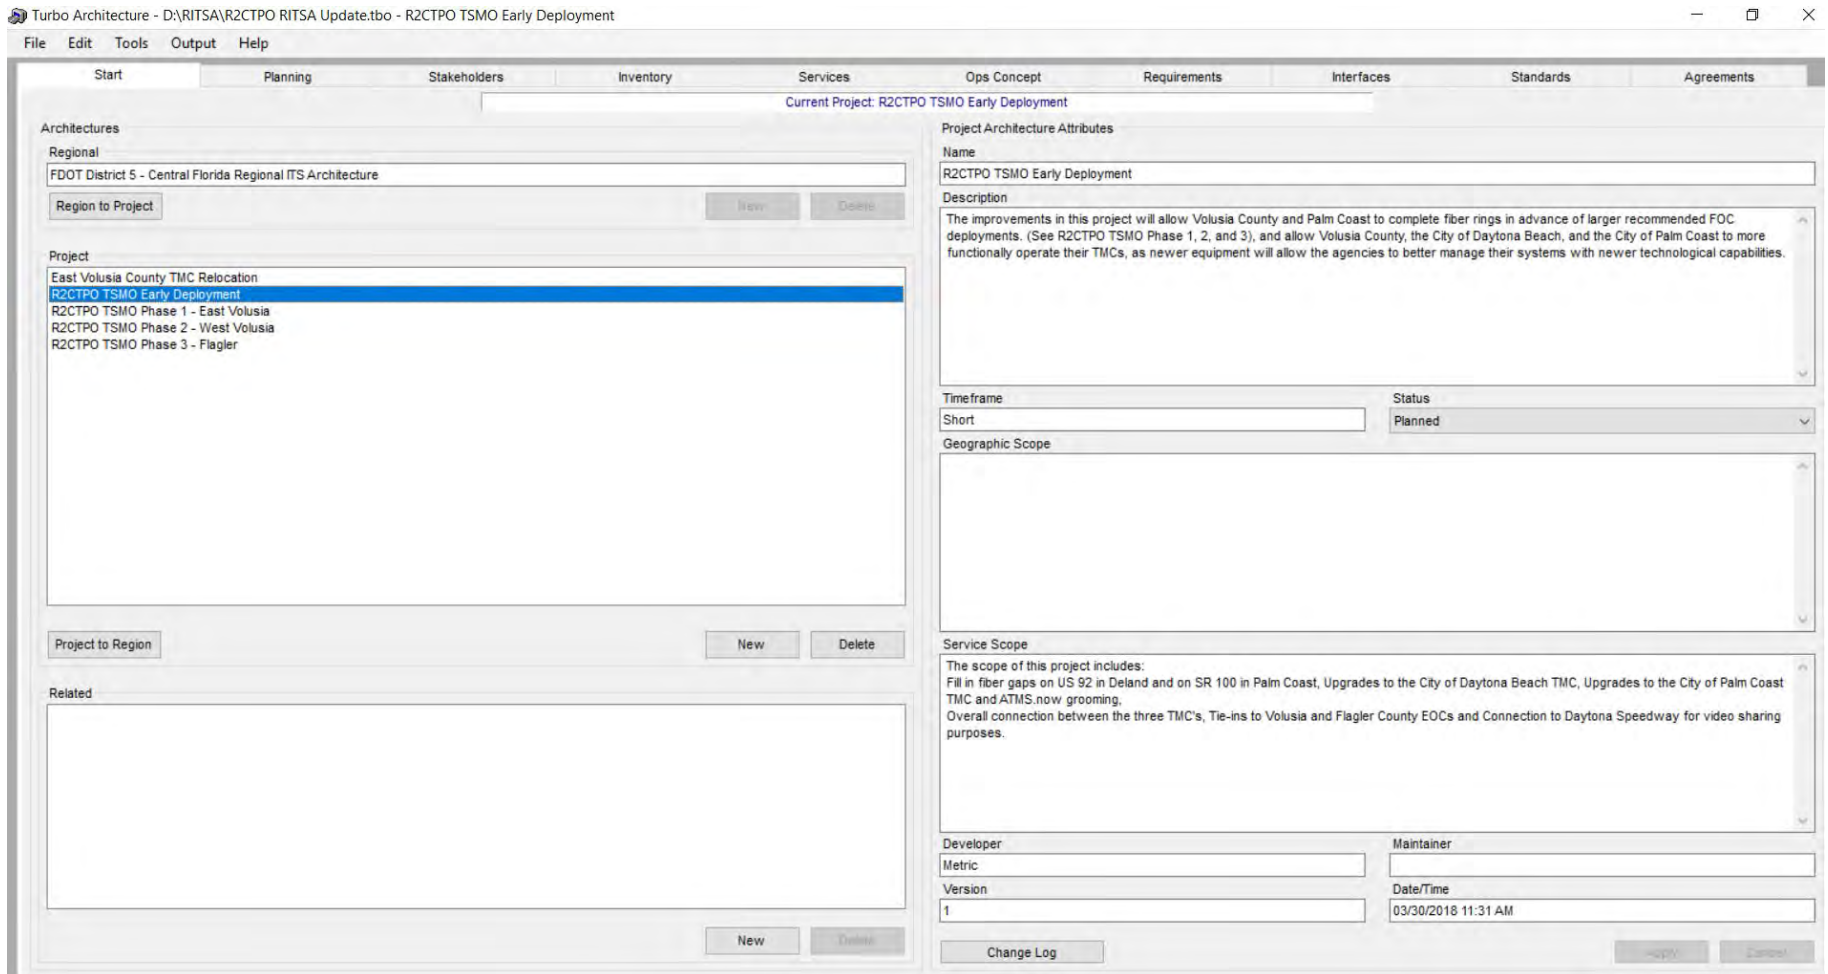 Turbo Architecture - D:\RITSA\R2CTPO RITSA Update.tbo - R2CTPO TSMO Early Deployment
File Edit Tools Output Help
Start Planning Stakeholders Inventory Services Ops Concept Requirements Interfaces Standards Agreements
Current Project: R2CTPO TSMO Early Deployment
Architectures
Regional
FDOT District 5 - Central Florida Regional ITS Architecture
Region to Project New Delete
Project
East Volusia County TMC Relocation
R2CTPO TSMO Early Deployment
R2CTPO TSMO Phase 1 - East Volusia
R2CTPO TSMO Phase 2 - West Volusia
R2CTPO TSMO Phase 3 - Flagler
Project to Region New Delete
Related
New Delete
Project Architecture Attributes
Name
R2CTPO TSMO Early Deployment
Description
The improvements in this project will allow Volusia County and Palm Coast to complete fiber rings in advance of larger recommended FOC
deployments. (See R2CTPO TSMO Phase 1, 2, and 3), and allow Volusia County, the City of Daytona Beach, and the City of Palm Coast to more
functionally operate their TMCs, as newer equipment will allow the agencies to better manage their systems with newer technological capabilities.
Timeframe Status
Short Planned
Geographic Scope
Service Scope
The scope of this project includes:
Fill in fiber gaps on US 92 in Deland and on SR 100 in Palm Coast, Upgrades to the City of Daytona Beach TMC, Upgrades to the City of Palm Coast
TMC and ATMS.now grooming,
Overall connection between the three TMC's, Tie-ins to Volusia and Flagler County EOCs and Connection to Daytona Speedway for video sharing
purposes.
Developer Maintainer
Metric
Version Date/Time
1 03/30/2018 11:31 AM
Change Log Apply Cancel